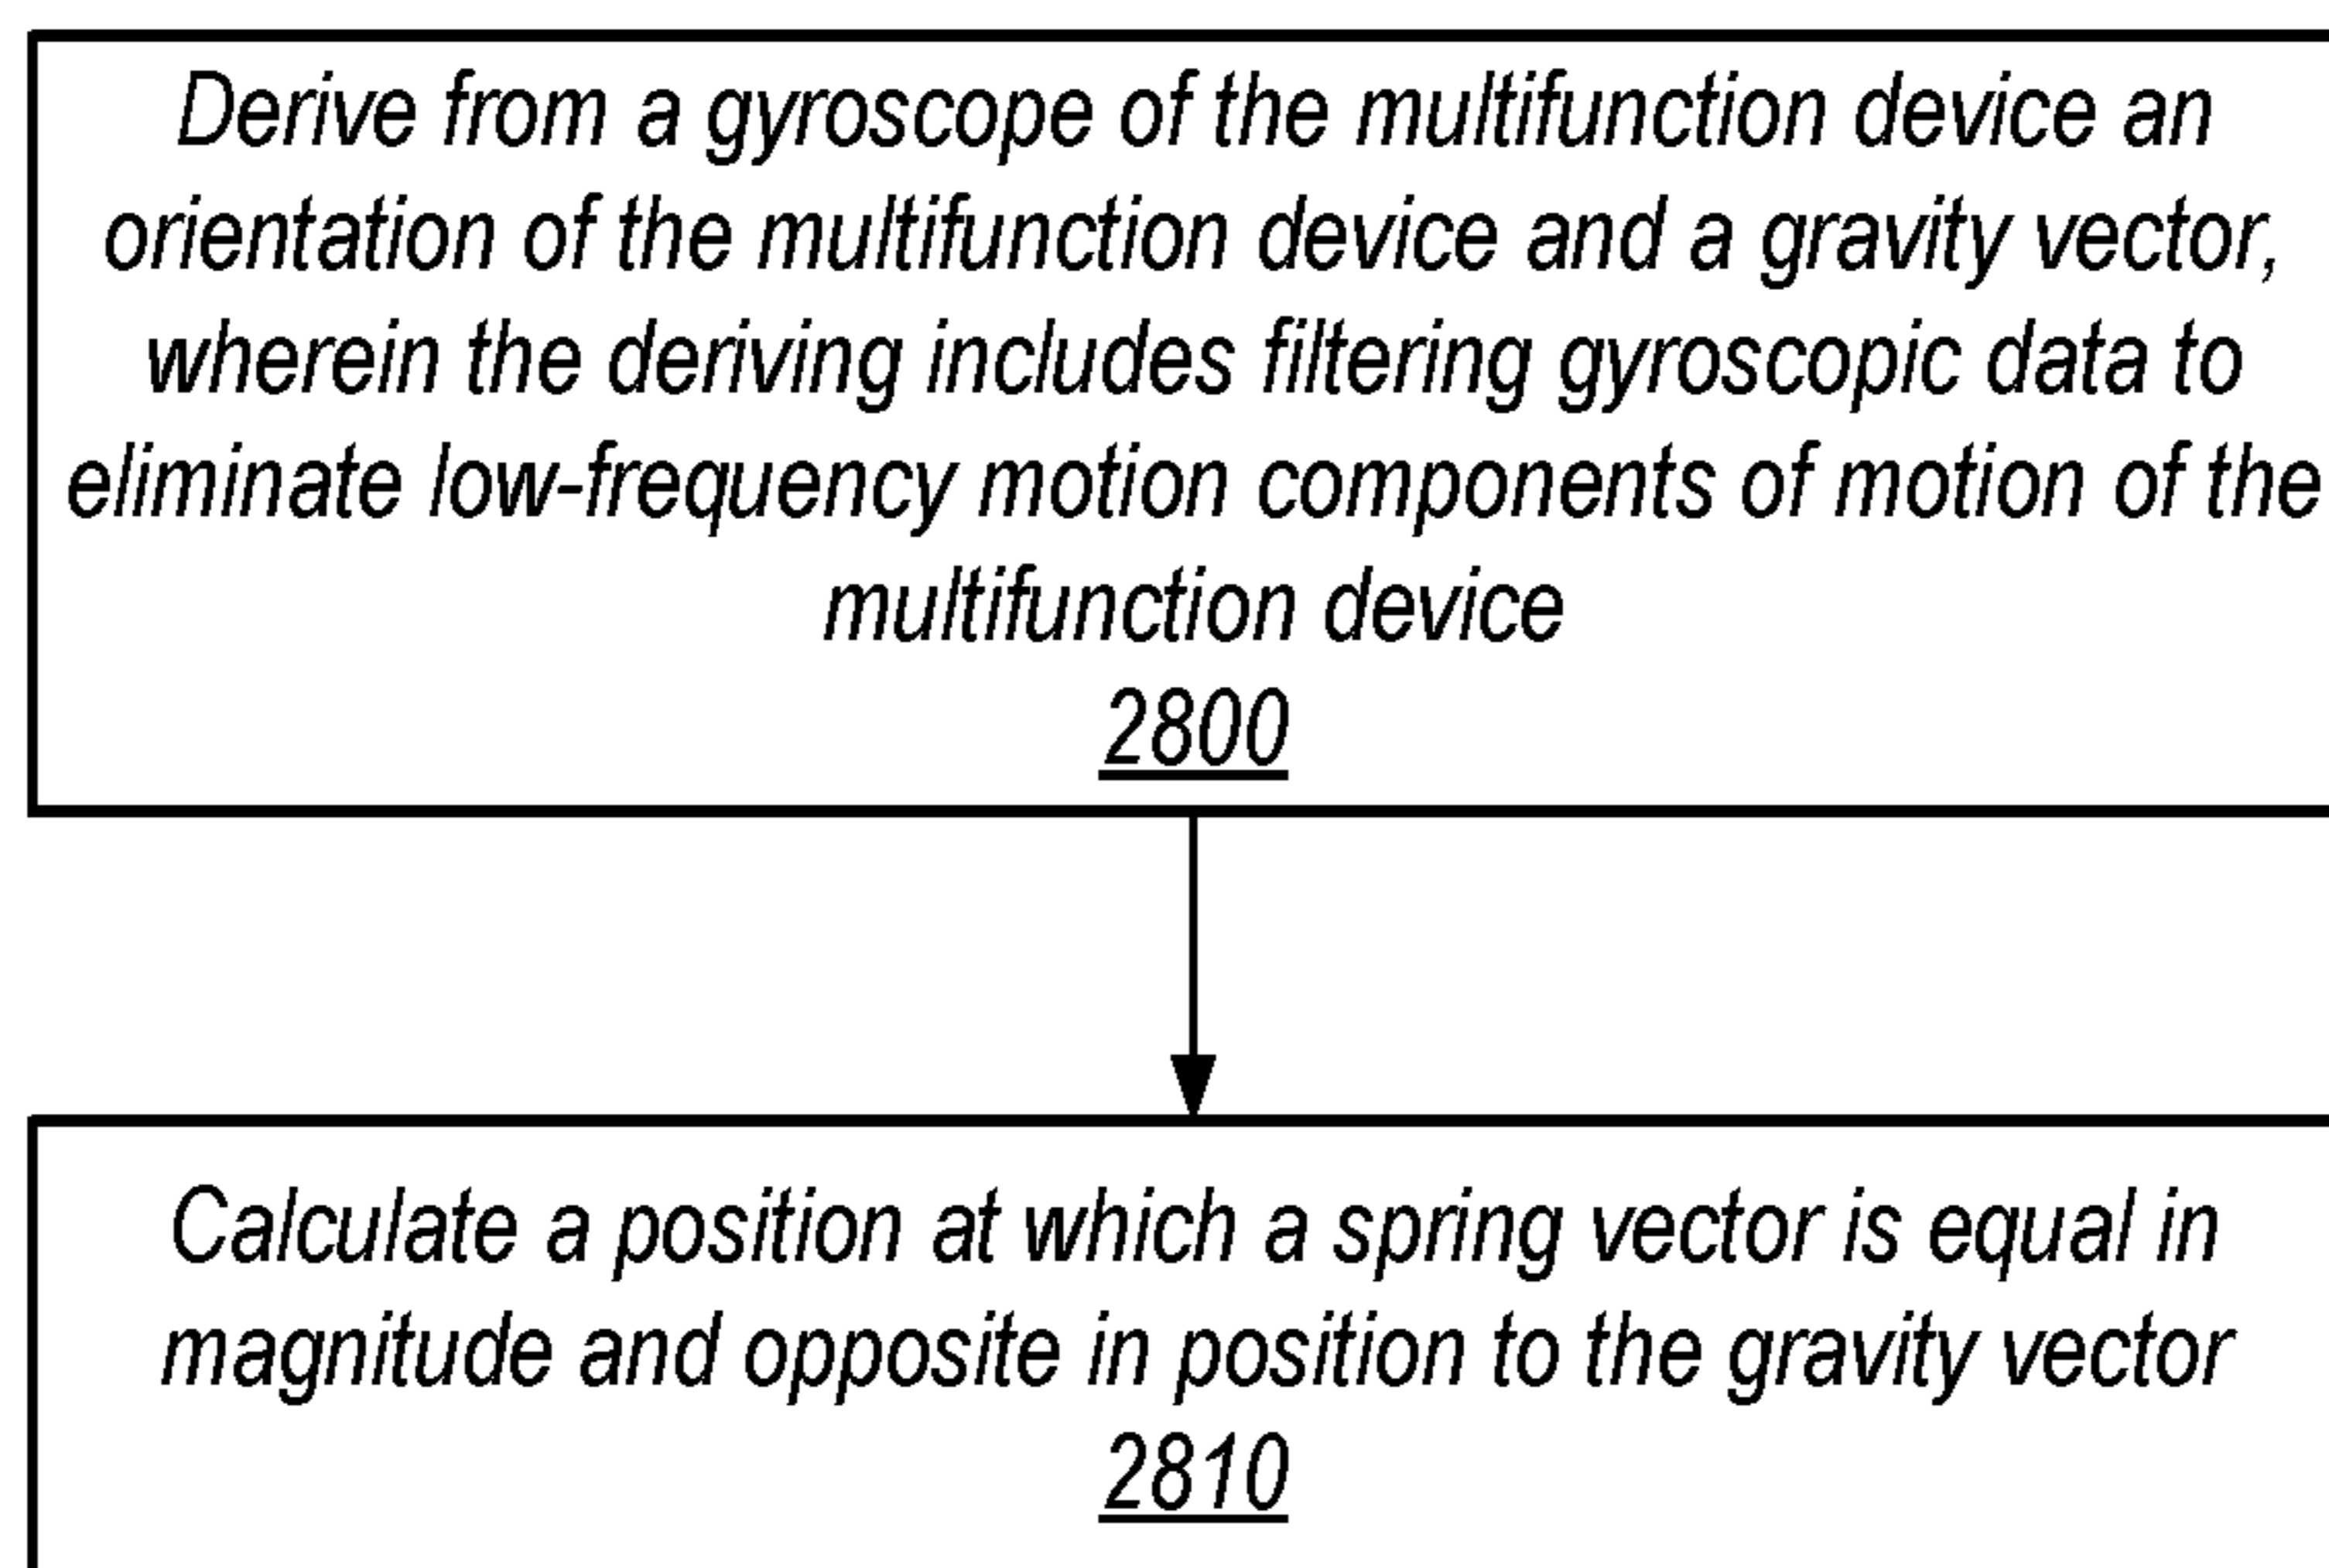 Derive from a gyroscope of the multifunction device an
orientation of the multifunction device and a gravity vector,
wherein the deriving includes filtering gyroscopic data to
eliminate low-frequency motion components of motion of the
multifunction device
2800
Calculate a position at which a spring vector is equal in
magnitude and opposite in position to the gravity vector
2810